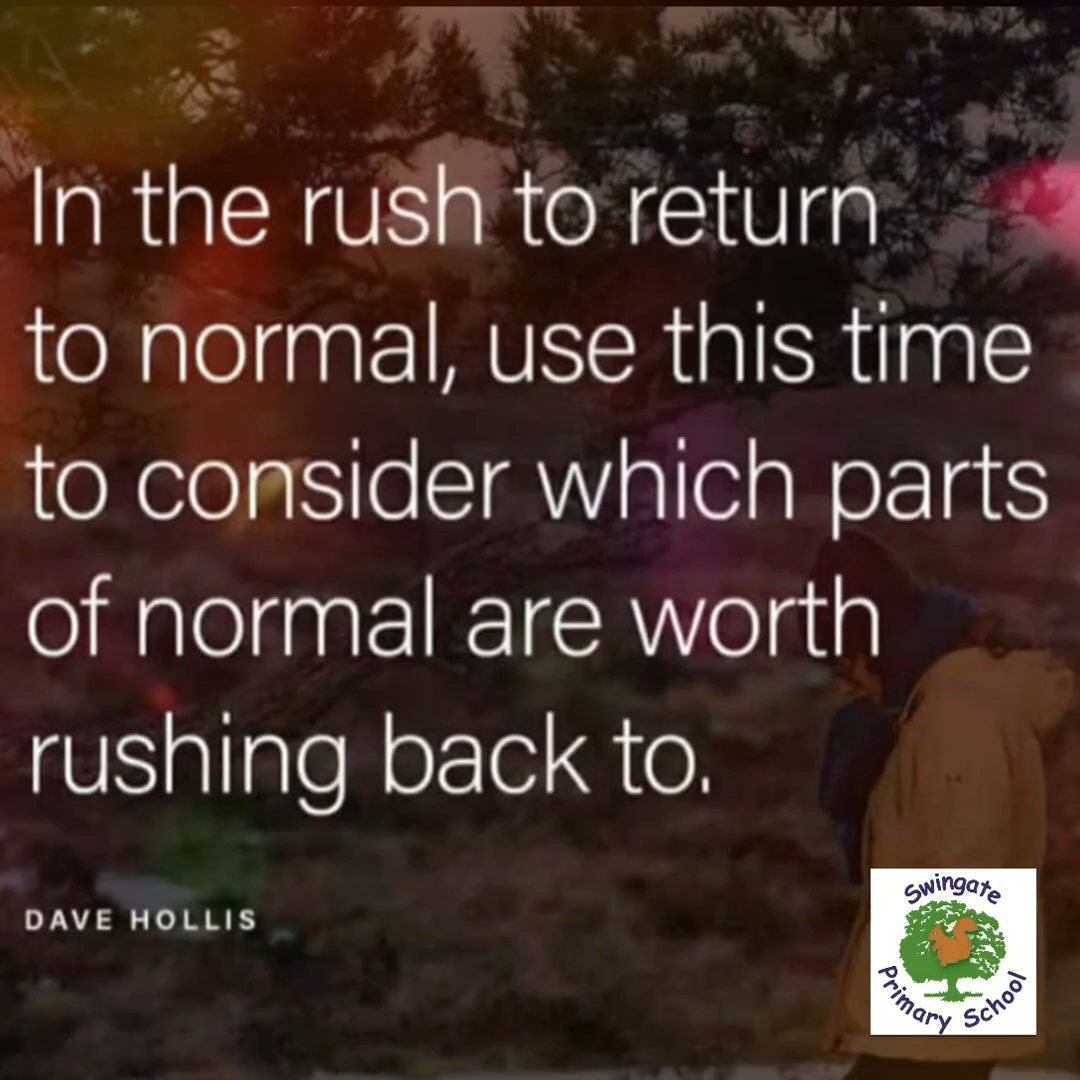 In the rush to return
to normal, use this time
to consider which parts
of normal are worth
rushing back to.
DAVE HOLLIS
Swingate
Primary School